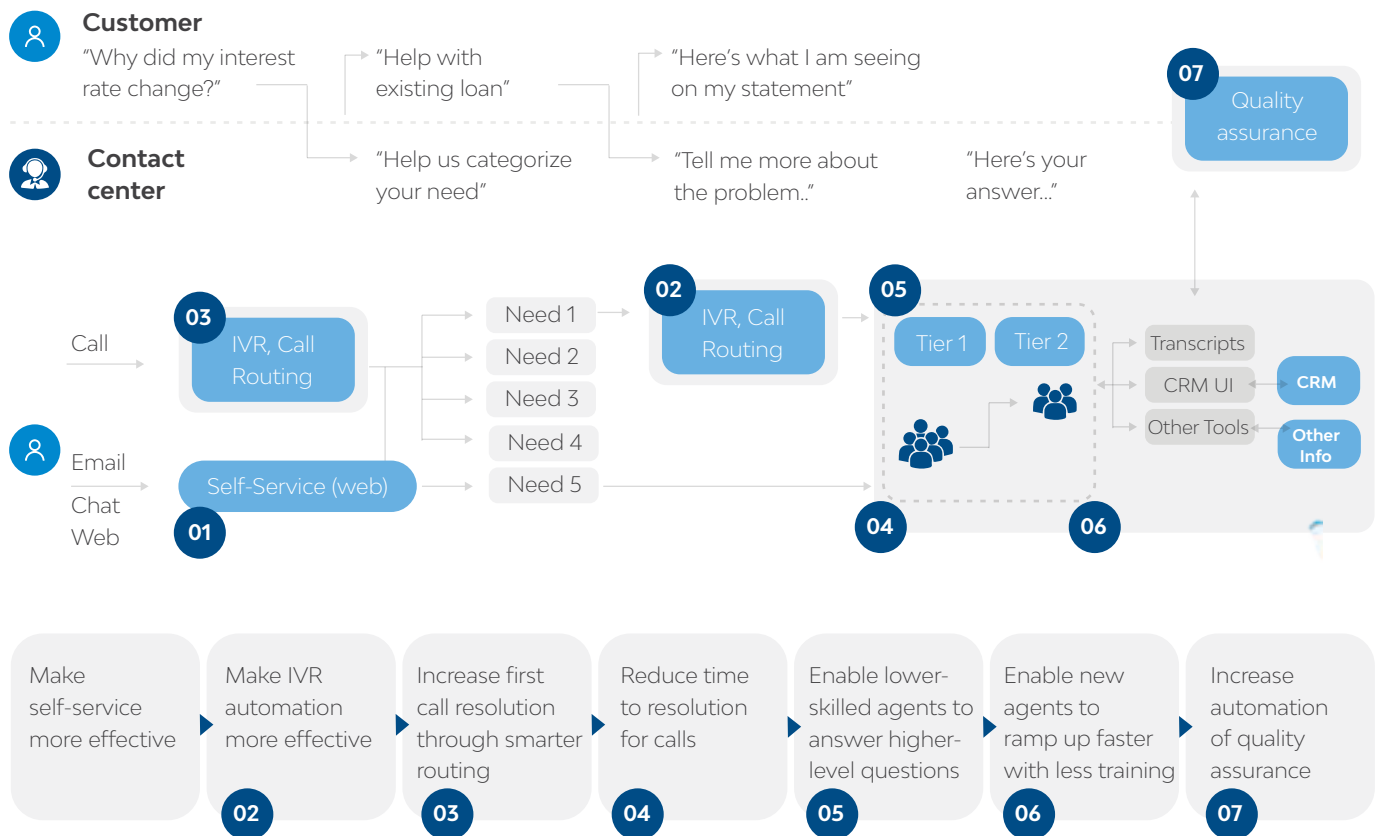 Customer
“Why did my interest
rate change?”
“Help with
existing loan”
“Here’s what I am seeing
on my statement”
07
Quality
assurance
Contact
center
“Help us categorize
your need”
“Tell me more about
the problem..”
“Here’s your
answer...”
Call
03
IVR, Call
Routing
Need 1
Need 2
Need 3
Need 4
Need 5
02
IVR, Call
Routing
05
Tier 1
Tier 2
Transcripts
CRM UI
Other Tools
CRM
Other
Info
Email
Chat
Web
Self-Service (web)
01
04
06
Make
self-service
more effective
Make IVR
automation
more effective
02
Increase first
call resolution
through smarter
routing
03
Reduce time
to resolution
for calls
04
Enable lower-
skilled agents to
answer higher-
level questions
05
Enable new
agents to
ramp up faster
with less training
06
Increase
automation
of quality
assurance
07